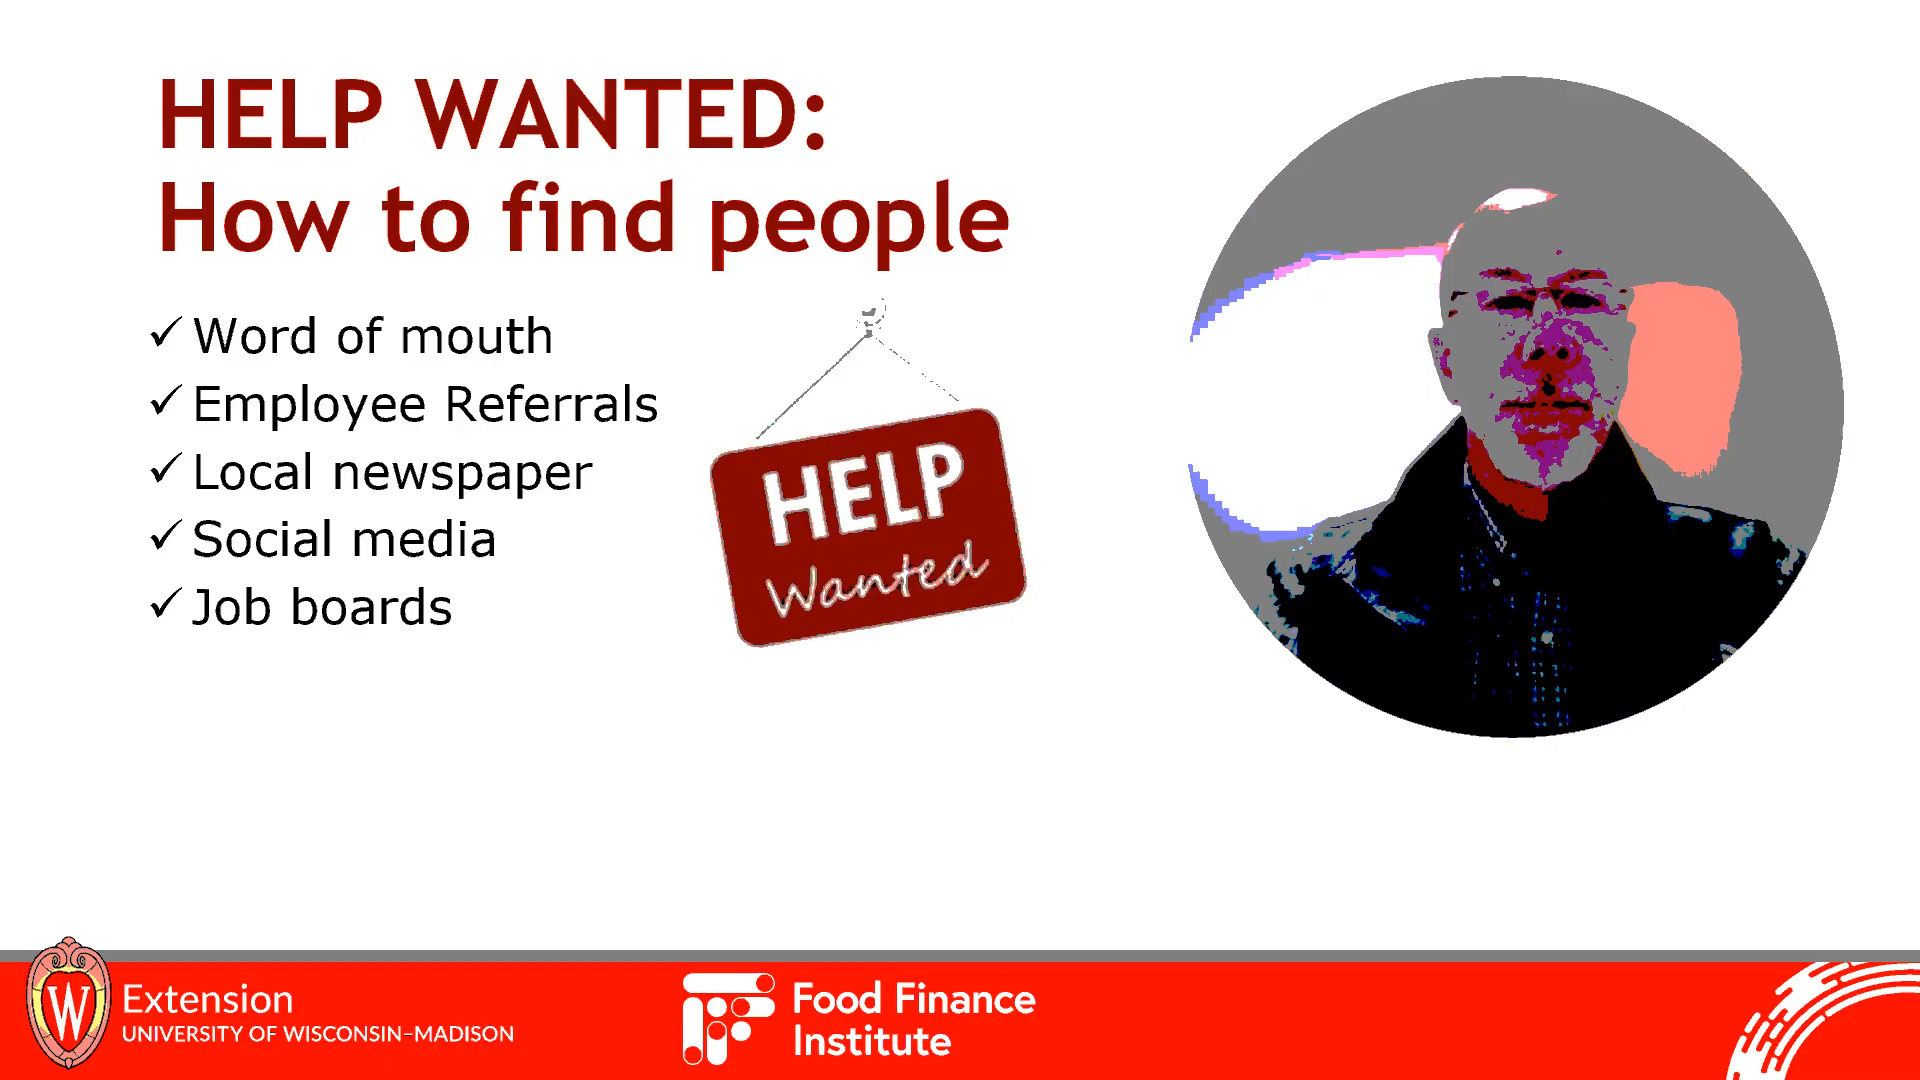 HELP WANTED:
How to find people
✓ Word of mouth
✓ Employee Referrals
✓ Local newspaper
✓ Social media
✓ Job boards
HELP
Wanted
W
Extension
UNIVERSITY OF WISCONSIN–MADISON
Food Finance
Institute